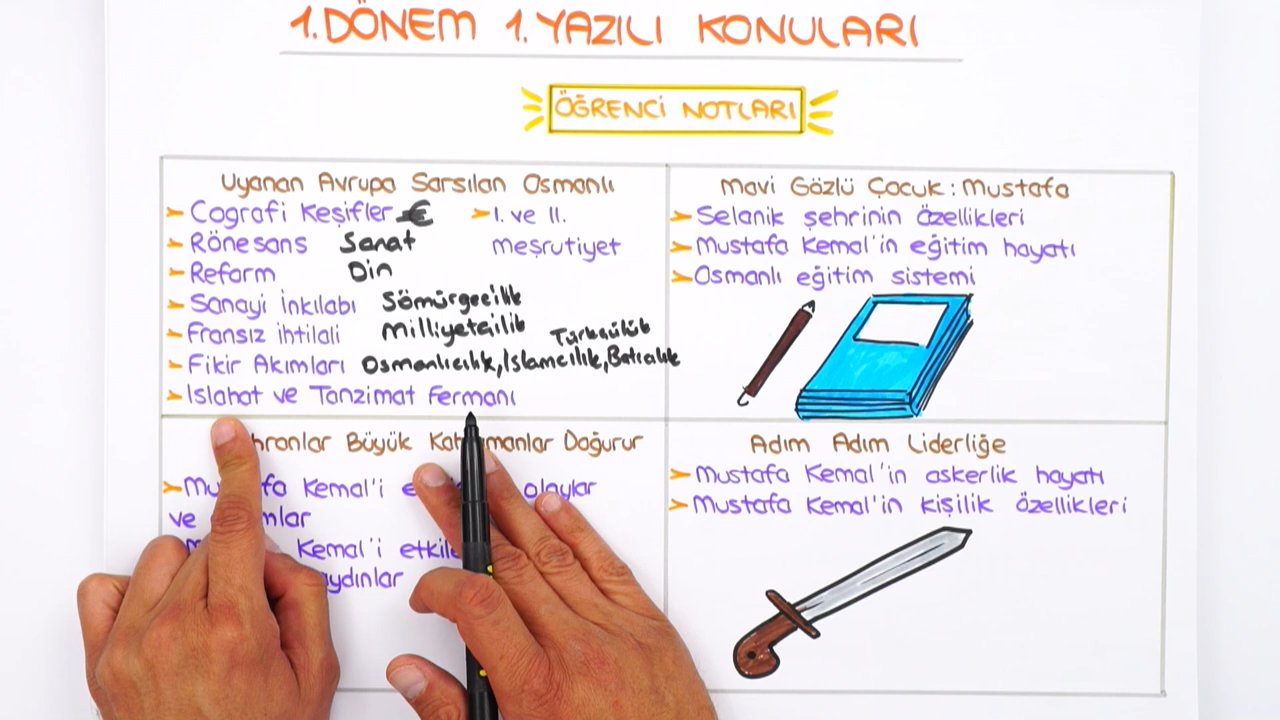 1. DÖNEM 1. YAZILI KONULARI
ÖĞRENCİ NOTLARI
Uyanan Avrupa Sarsılan Osmanlı
➤ Cografi Keşifler €
➤ Rönesans Sanat
➤ Reform Din
➤ Sanayi İnkılabı Sömürgecilik
➤ Fransız ihtilali Milliyetçilik Türkçülük
➤ Fikir Akımları Osmanlıcılık, İslamcılık, Batıcılık
➤ Islahat ve Tanzimat Fermanı
➤ I. ve II.
meşrutiyet
Mavi Gözlü Çocuk: Mustafa
➤ Selanik şehrinin özellikleri
➤ Mustafa Kemal'in eğitim hayatı
➤ Osmanlı eğitim sistemi
Büyük Doğurur
➤ Kemal'i olaylar
ve
Kemal'i
aydınlar
Adım Adım Liderliğe
➤ Mustafa Kemal'in askerlik hayatı
➤ Mustafa Kemal'in kişilik özellikleri